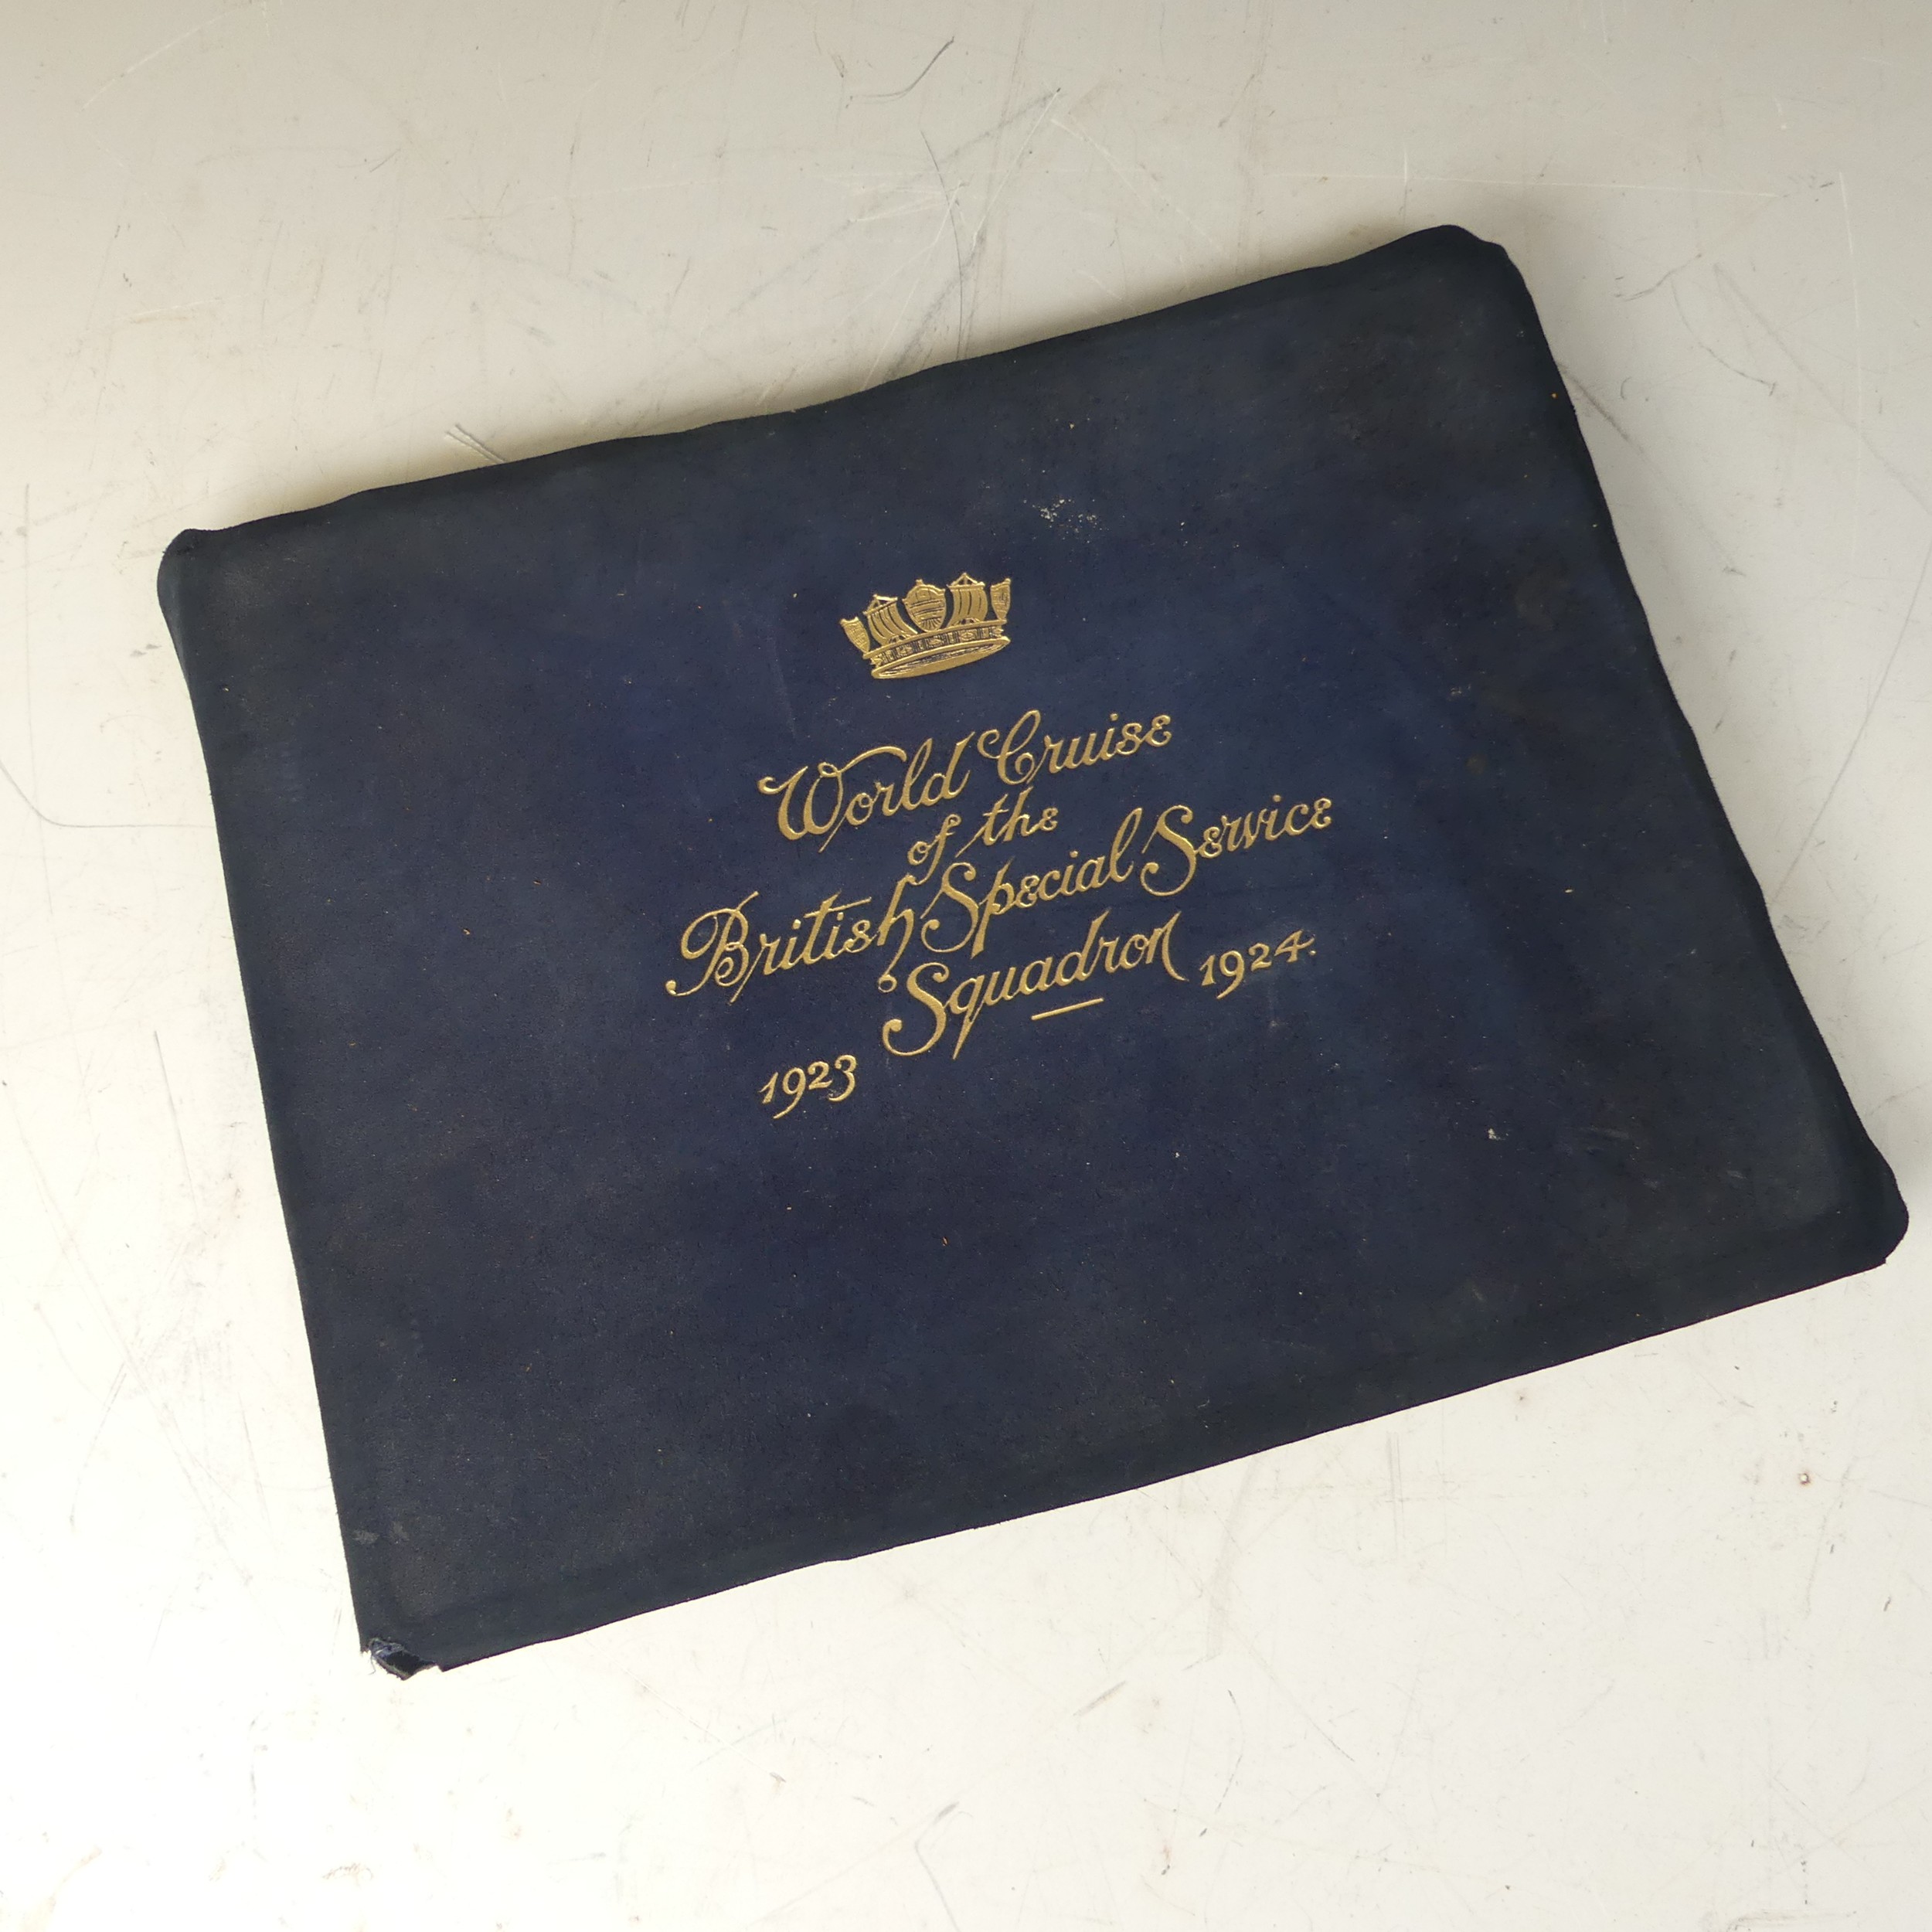 World Cruise
of the
British Special Service
Squadron
1923 1924.